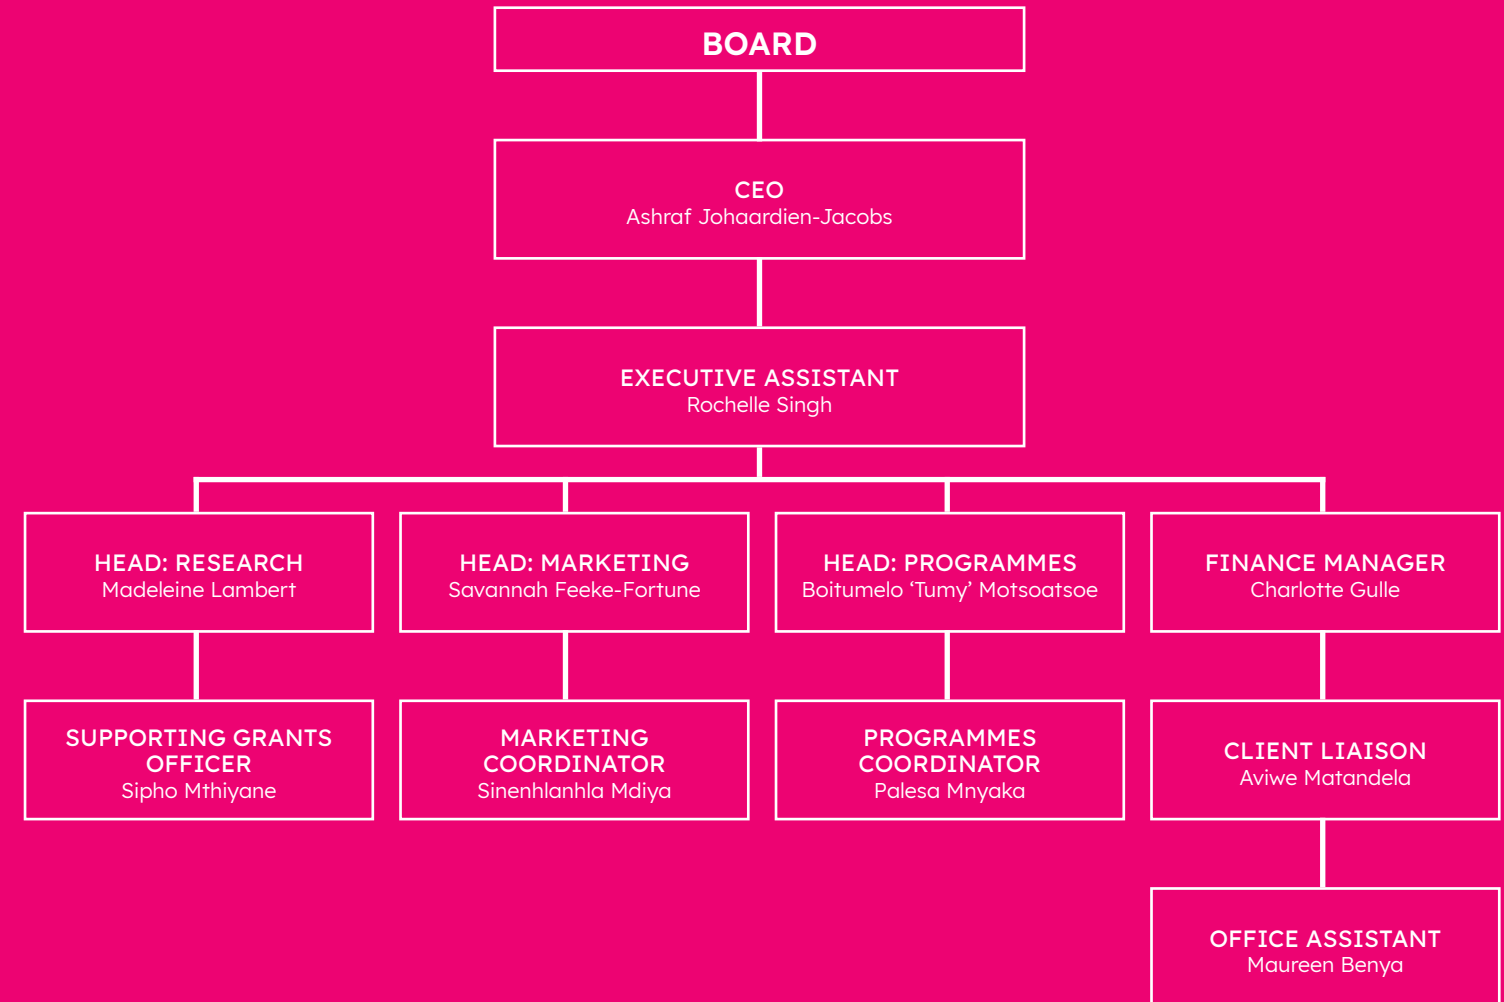 BOARD
CEO
Ashraf Johaardien-Jacobs
EXECUTIVE ASSISTANT
Rochelle Singh
HEAD: RESEARCH
Madeleine Lambert
HEAD: MARKETING
Savannah Feeke-Fortune
HEAD: PROGRAMMES
Boitumelo ‘Tumy’ Motsoatsoe
FINANCE MANAGER
Charlotte Gulle
SUPPORTING GRANTS
OFFICER
Sipho Mthiyane
MARKETING
COORDINATOR
Sinenhlanhla Mdiya
PROGRAMMES
COORDINATOR
Palesa Mnyaka
CLIENT LIAISON
Aviwe Matandela
OFFICE ASSISTANT
Maureen Benya